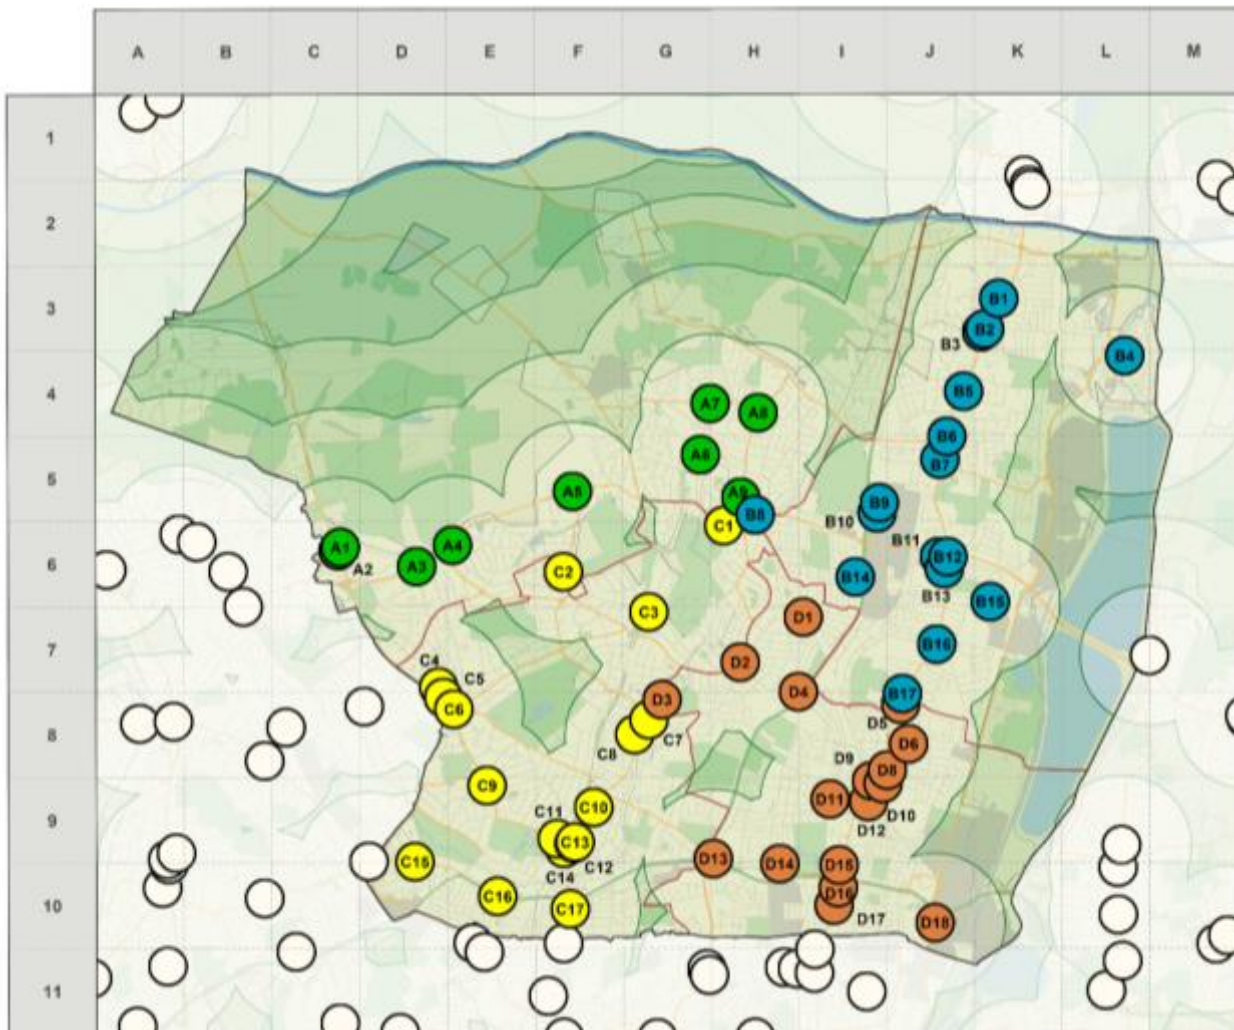 A B C D E F G H I J K L M
1
2
3
4
5
6
7
8
9
10
11
B1
B2
B3
B4
A7
A8
B5
B6
A6
B7
A5
A9
B9
B8
B10
C1
A1
A4
B11
B12
A2
A3
C2
B14
B13
C3
D1
B15
B16
C4
D2
C5
D4
B17
D3
C6
D5
C8
C7
D6
D9
D8
C9
D11
C11
C10
D10
D12
C13
C15
C14
C12
D13
D14
D15
C16
D16
C17
D17
D18